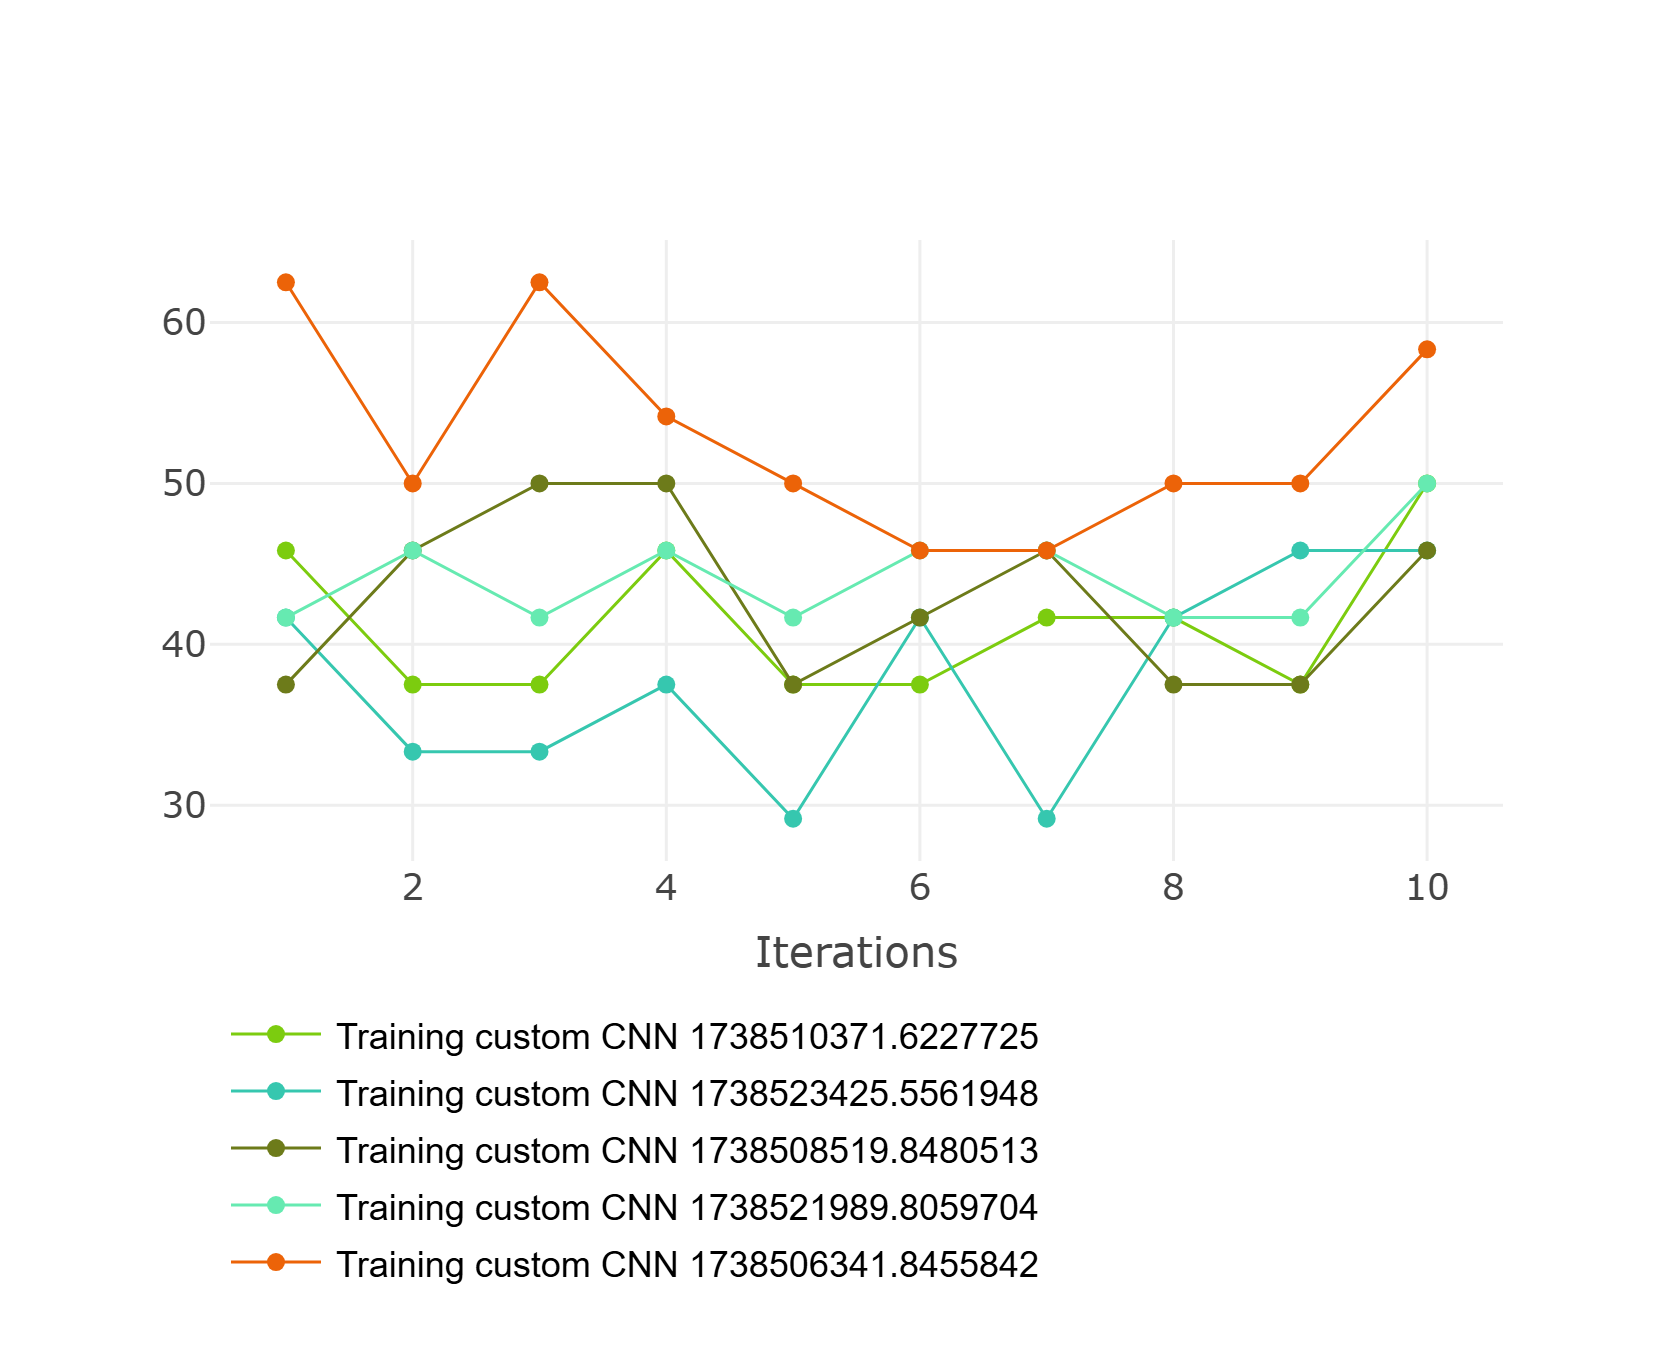 60
50
40
30
2 4 6 8 10
Iterations
Training custom CNN 1738510371.6227725
Training custom CNN 1738523425.5561948
Training custom CNN 1738508519.8480513
Training custom CNN 1738521989.8059704
Training custom CNN 1738506341.8455842